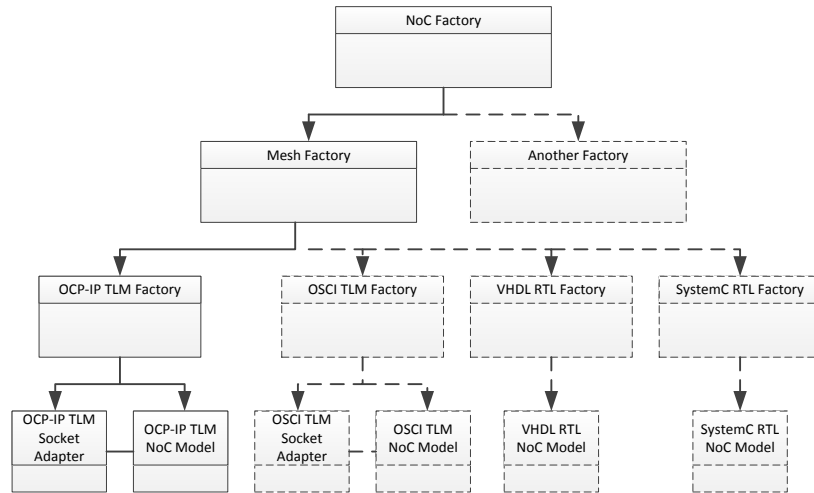 NoC Factory
Mesh Factory
Another Factory
OCP-IP TLM Factory
OSCI TLM Factory
VHDL RTL Factory
SystemC RTL Factory
OCP-IP TLM
Socket
Adapter
OCP-IP TLM
NoC Model
OSCI TLM
Socket
Adapter
OSCI TLM
NoC Model
VHDL RTL
NoC Model
SystemC RTL
NoC Model